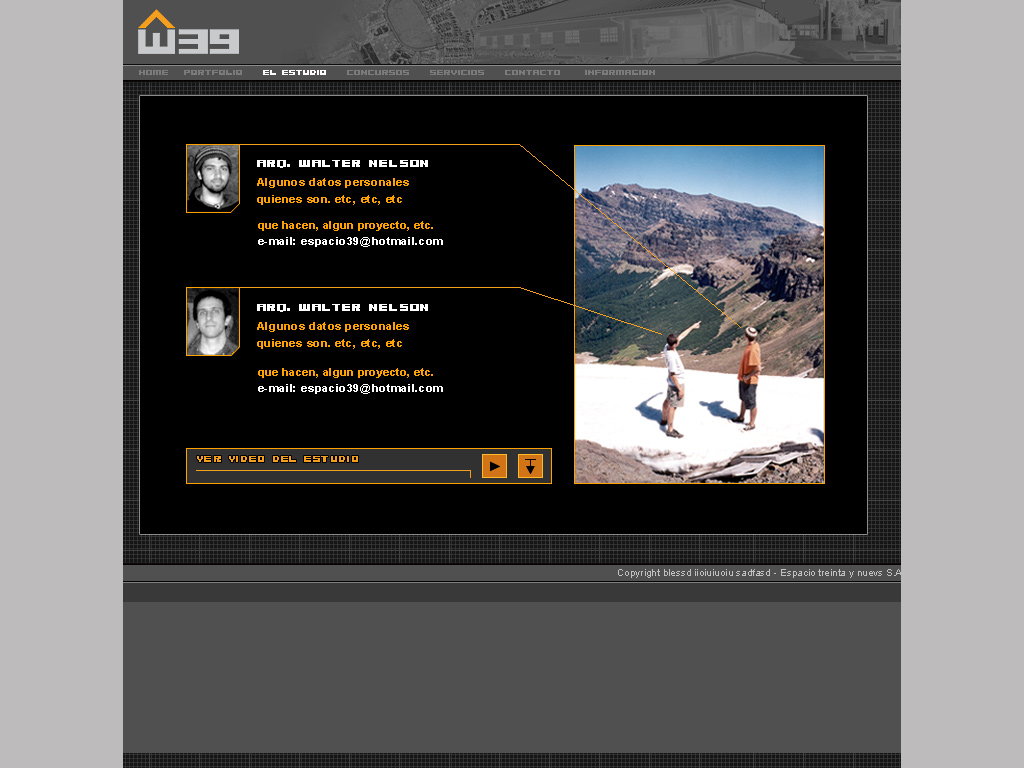 W39
HOME PORTFOLIO EL ESTUDIO CONCURSOS SERVICIOS CONTACTO INFORMACION
ARQ. WALTER NELSON
Algunos datos personales
quienes son. etc, etc, etc
que hacen, algun proyecto, etc.
e-mail: espacio39@hotmail.com
ARQ. WALTER NELSON
Algunos datos personales
quienes son. etc, etc, etc
que hacen, algun proyecto, etc.
e-mail: espacio39@hotmail.com
VER VIDEO DEL ESTUDIO
Copyright blessd iioiuiuoiu sadfasd - Espacio treinta y nuevs S.A